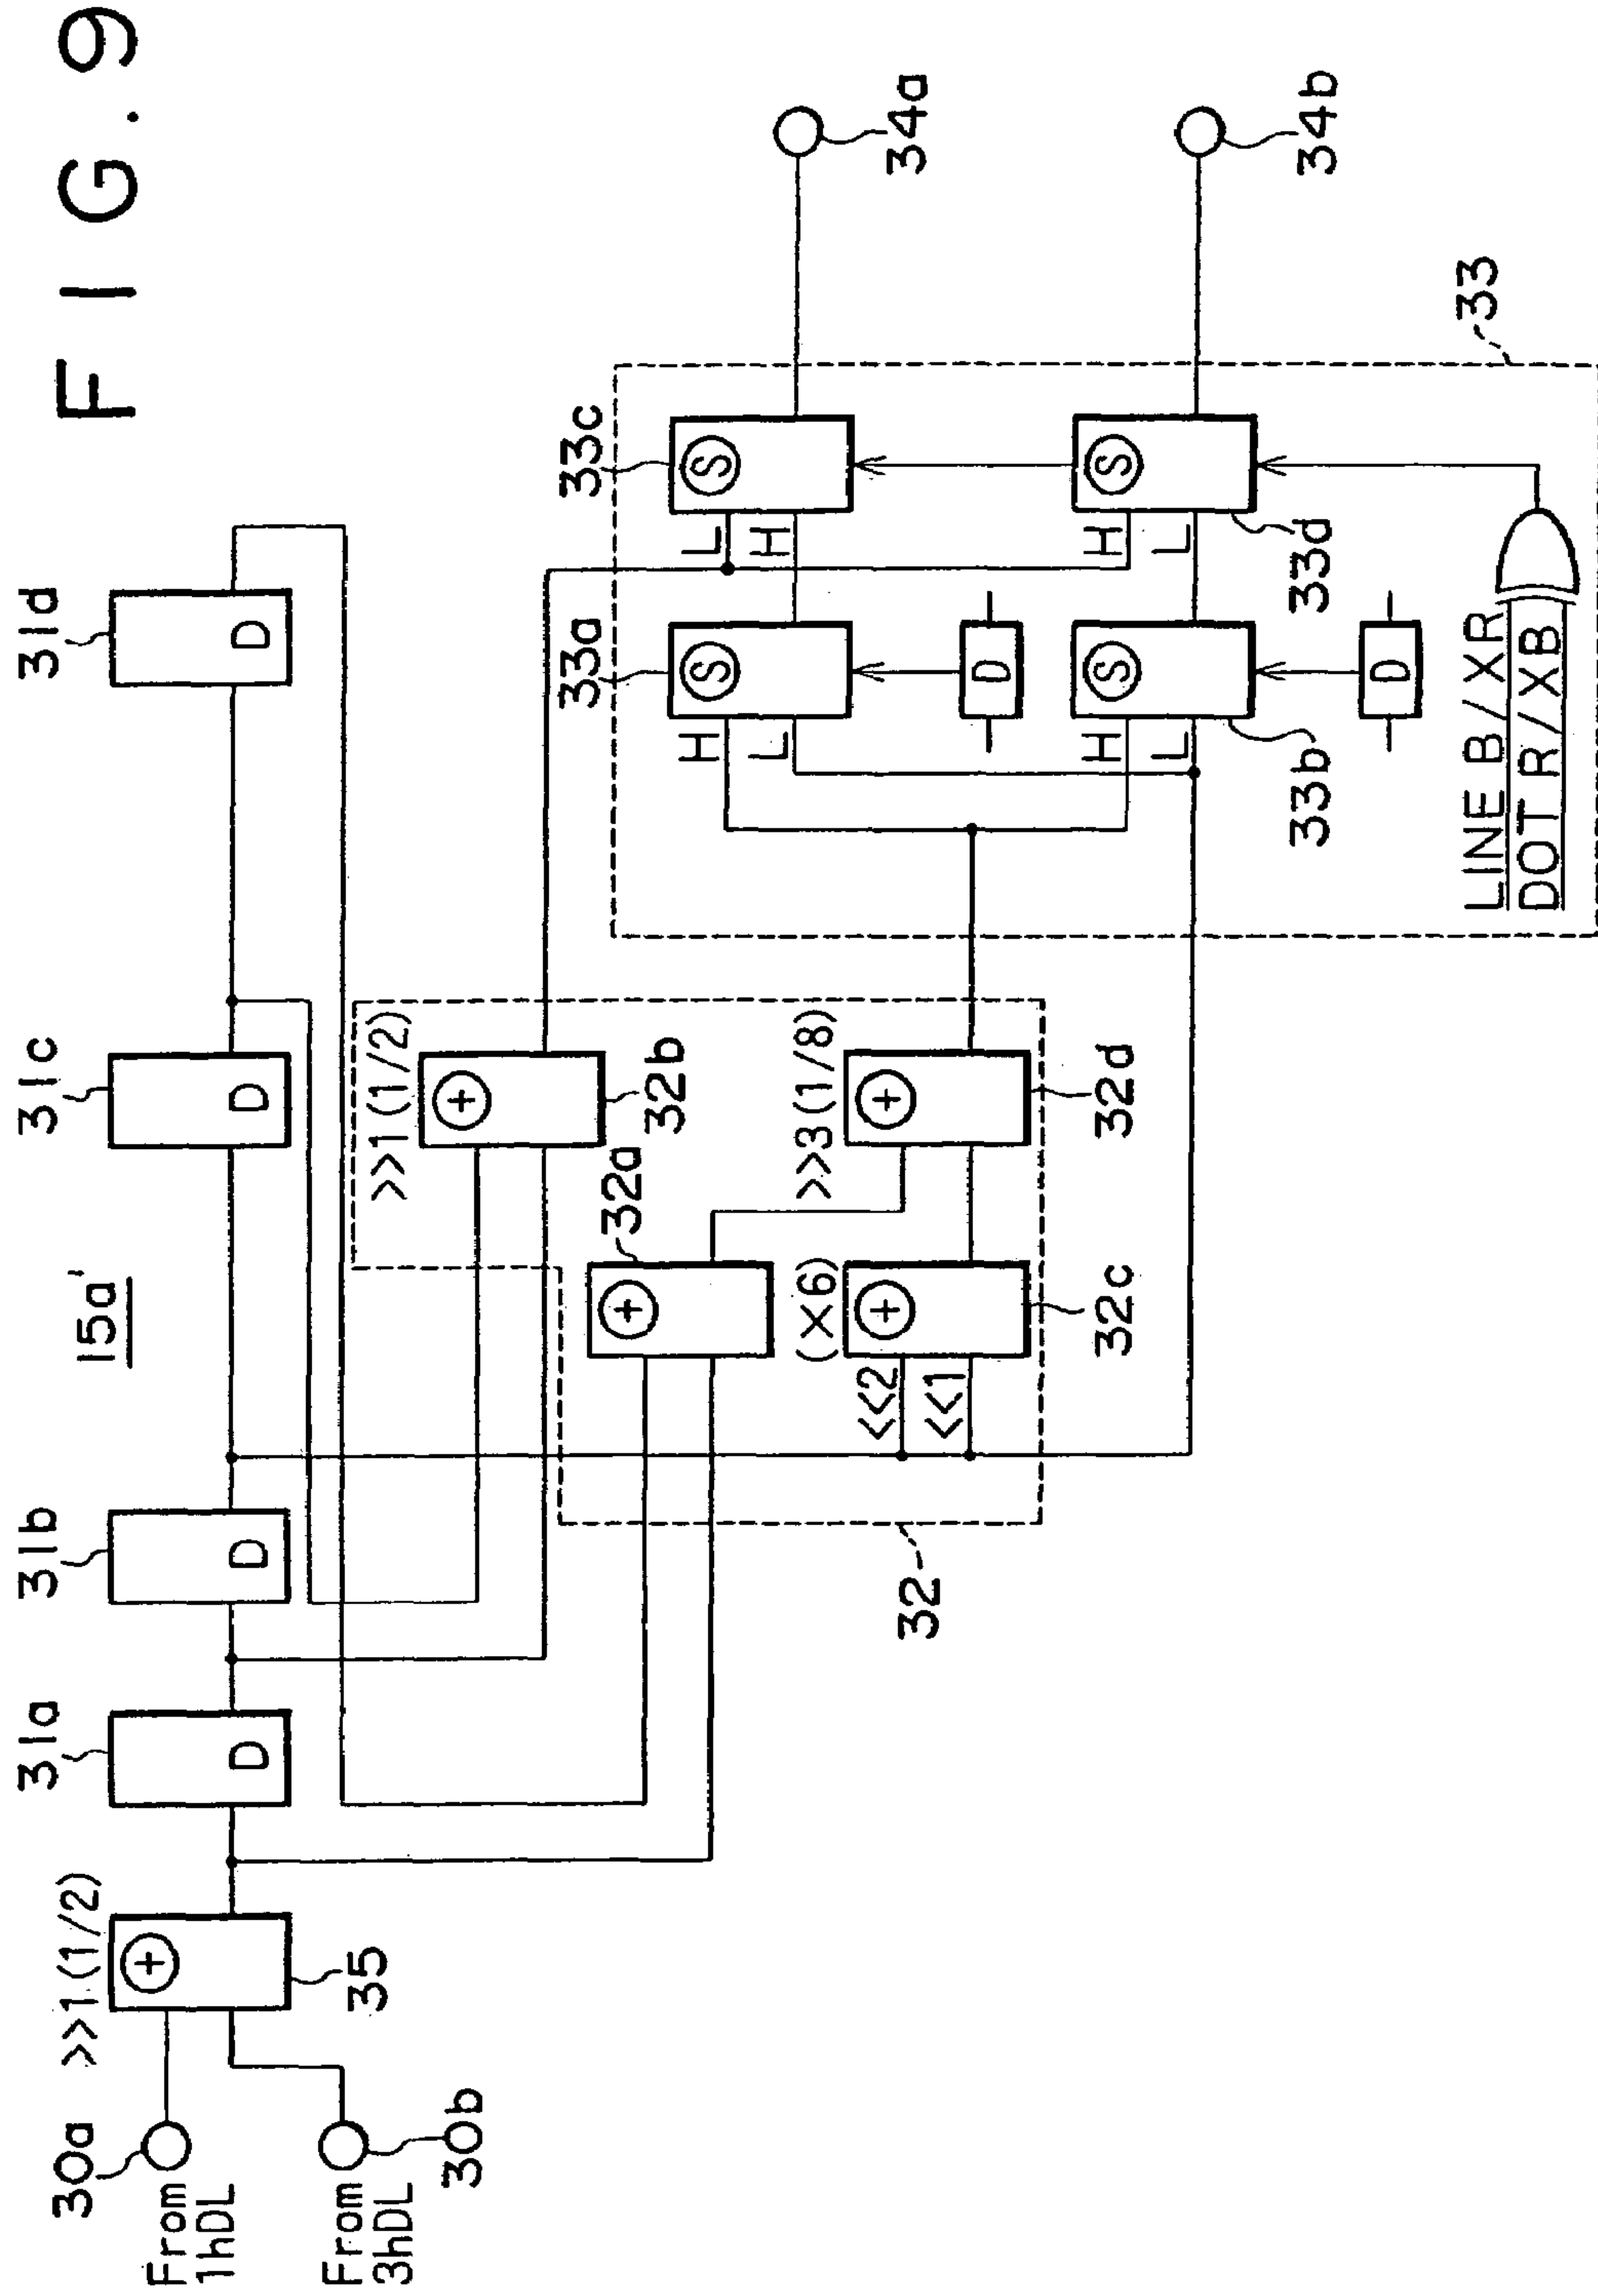 FIG.9
15a'
31a
31b
31c
31d
D
D
D
D
>>1(1/2)
+
35
30a
From
1hDL
30b
From
3hDL
>>1(1/2)
+
32b
32a
+
(×6)
+
<<2
<<1
32c
>>3(1/8)
+
32d
32
33a
S
H
L
33c
S
L
H
D
33b
S
H
L
33d
S
H
L
D
LINE B/XR
DOT R/XB
33
34a
34b